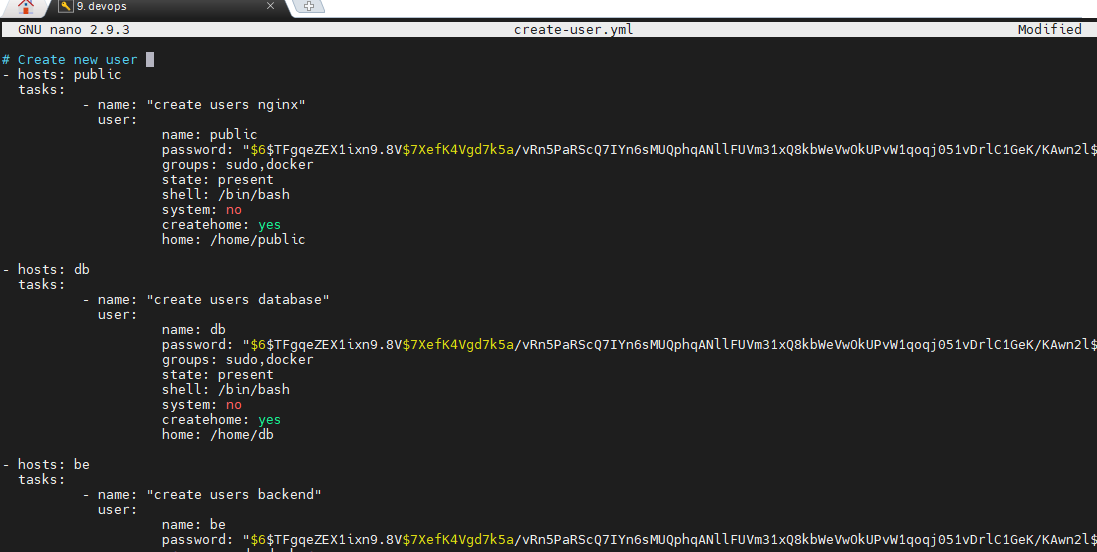 9. devops
GNU nano 2.9.3 create-user.yml Modified
# Create new user
- hosts: public
tasks:
- name: "create users nginx"
user:
name: public
password: "$6$TFgqeZEX1ixn9.8V$7XefK4Vgd7k5a/vRn5PaRScQ7IYn6sMUQphqANllFUVm31xQ8kbWeVwOkUPvW1qoqj051vDrlC1GeK/KAwn2l$
groups: sudo,docker
state: present
shell: /bin/bash
system: no
createhome: yes
home: /home/public
- hosts: db
tasks:
- name: "create users database"
user:
name: db
password: "$6$TFgqeZEX1ixn9.8V$7XefK4Vgd7k5a/vRn5PaRScQ7IYn6sMUQphqANllFUVm31xQ8kbWeVwOkUPvW1qoqj051vDrlC1GeK/KAwn2l$
groups: sudo,docker
state: present
shell: /bin/bash
system: no
createhome: yes
home: /home/db
- hosts: be
tasks:
- name: "create users backend"
user:
name: be
password: "$6$TFgqeZEX1ixn9.8V$7XefK4Vgd7k5a/vRn5PaRScQ7IYn6sMUQphqANllFUVm31xQ8kbWeVwOkUPvW1qoqj051vDrlC1GeK/KAwn2l$